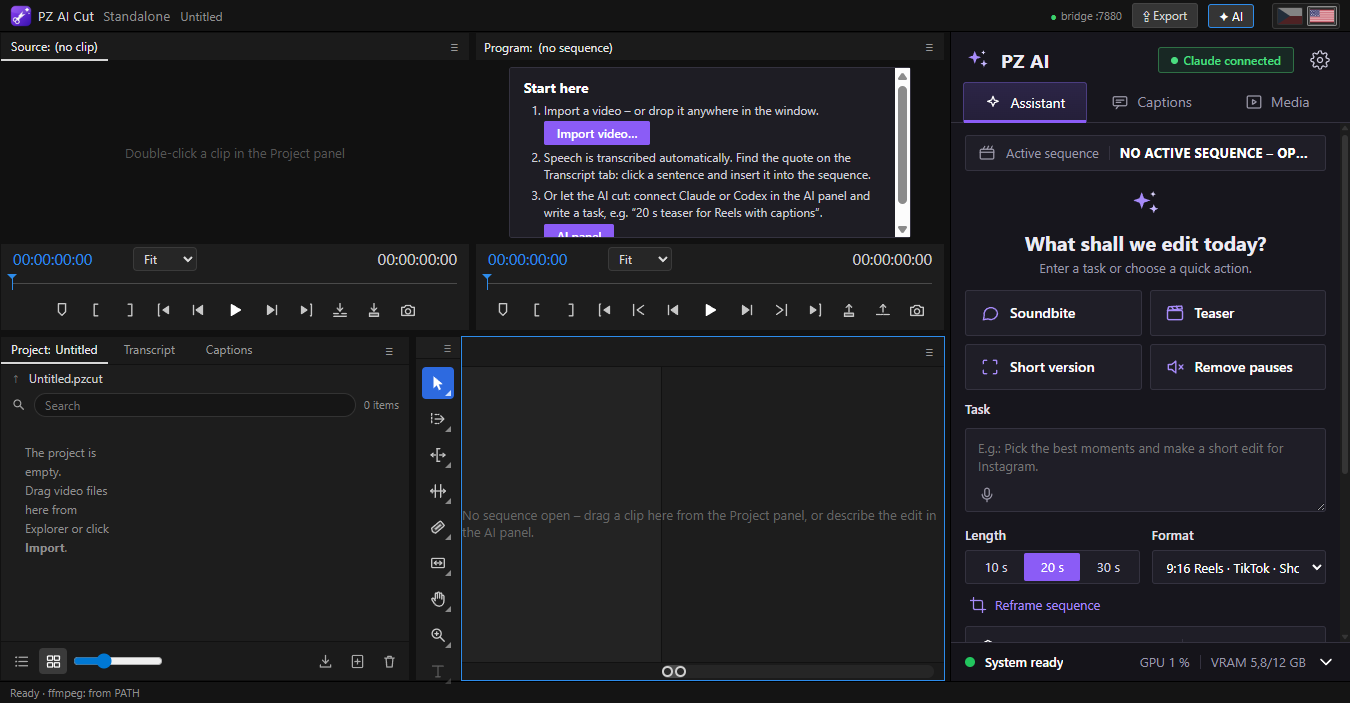 PZ AI Cut Standalone Untitled
bridge :7880 Export AI
Source: (no clip)
Double-click a clip in the Project panel
00:00:00:00 Fit 00:00:00:00
Program: (no sequence)
Start here
1. Import a video – or drop it anywhere in the window.
Import video...
2. Speech is transcribed automatically. Find the quote on the
Transcript tab: click a sentence and insert it into the sequence.
3. Or let the AI cut: connect Claude or Codex in the AI panel and
write a task, e.g. “20 s teaser for Reels with captions”.
AI panel
00:00:00:00 Fit 00:00:00:00
Project: Untitled Transcript Captions
Untitled.pzcut
Search 0 items
The project is
empty.
Drag video files
here from
Explorer or click
Import.
No sequence open – drag a clip here from the Project panel, or describe the edit in
the AI panel.
PZ AI Claude connected
Assistant Captions Media
Active sequence NO ACTIVE SEQUENCE – OP...
What shall we edit today?
Enter a task or choose a quick action.
Soundbite Teaser
Short version Remove pauses
Task
E.g.: Pick the best moments and make a short edit for
Instagram.
Length Format
10 s 20 s 30 s 9:16 Reels · TikTok · Sho
Reframe sequence
System ready GPU 1 % VRAM 5,8/12 GB
Ready · ffmpeg: from PATH